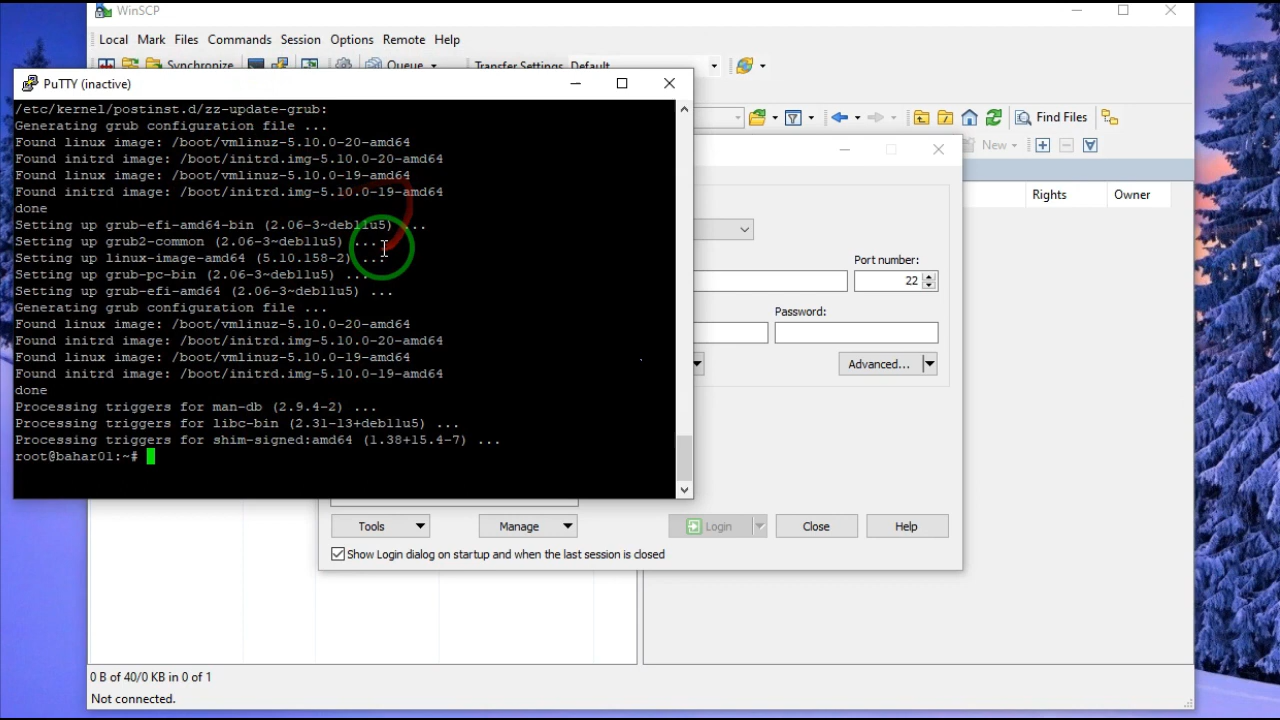 WinSCP
Local Mark Files Commands Session Options Remote Help
Synchronize Queue Transfer Settings Default
PuTTY (inactive)
/etc/kernel/postinst.d/zz-update-grub:
Generating grub configuration file ...
Found linux image: /boot/vmlinuz-5.10.0-20-amd64
Found initrd image: /boot/initrd.img-5.10.0-20-amd64
Found linux image: /boot/vmlinuz-5.10.0-19-amd64
Found initrd image: /boot/initrd.img-5.10.0-19-amd64
done
Setting up grub-efi-amd64-bin (2.06-3~deb11u5) ...
Setting up grub2-common (2.06-3~deb11u5) ...
Setting up linux-image-amd64 (5.10.158-2) ...
Setting up grub-pc-bin (2.06-3~deb11u5) ...
Setting up grub-efi-amd64 (2.06-3~deb11u5) ...
Generating grub configuration file ...
Found linux image: /boot/vmlinuz-5.10.0-20-amd64
Found initrd image: /boot/initrd.img-5.10.0-20-amd64
Found linux image: /boot/vmlinuz-5.10.0-19-amd64
Found initrd image: /boot/initrd.img-5.10.0-19-amd64
done
Processing triggers for man-db (2.9.4-2) ...
Processing triggers for libc-bin (2.31-13+deb11u5) ...
Processing triggers for shim-signed:amd64 (1.38+15.4-7) ...
root@bahar01:~#
Find Files
New
Rights Owner
Port number:
22
Password:
Advanced...
Tools Manage Login Close Help
Show Login dialog on startup and when the last session is closed
0 B of 40/0 KB in 0 of 1
Not connected.